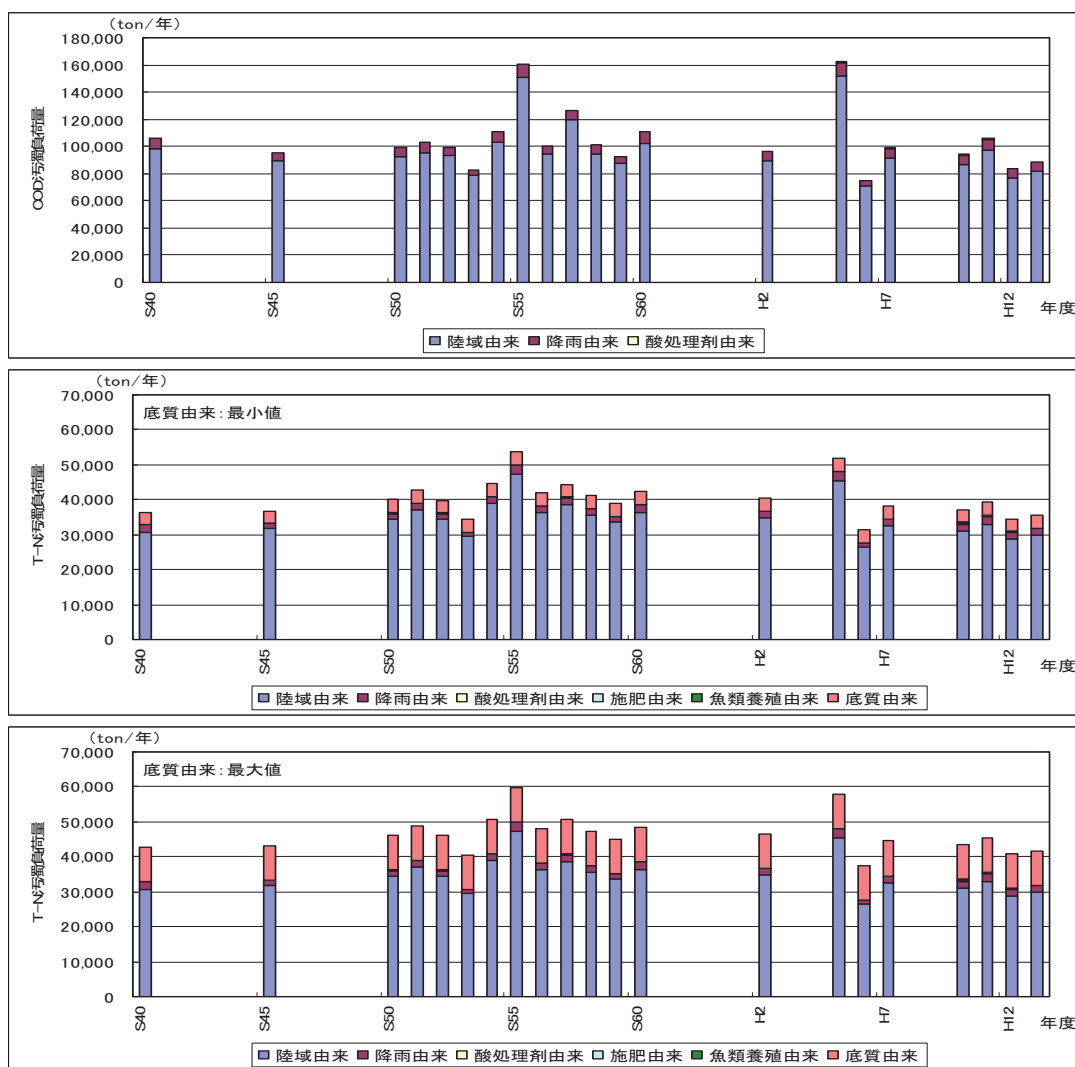 （ton/年）
180,000
160,000
140,000
120,000
100,000
80,000
60,000
40,000
20,000
0
COD汚濁負荷量
S40
S45
S50
S55
S60
H2
H7
H12
年度
陸域由来 降雨由来 酸処理剤由来
（ton/年）
70,000
60,000
50,000
40,000
30,000
20,000
10,000
0
底質由来：最小値
T-N汚濁負荷量
S40
S45
S50
S55
S60
H2
H7
H12
年度
陸域由来 降雨由来 酸処理剤由来 施肥由来 魚類養殖由来 底質由来
（ton/年）
70,000
60,000
50,000
40,000
30,000
20,000
10,000
0
底質由来：最大値
T-N汚濁負荷量
S40
S45
S50
S55
S60
H2
H7
H12
年度
陸域由来 降雨由来 酸処理剤由来 施肥由来 魚類養殖由来 底質由来